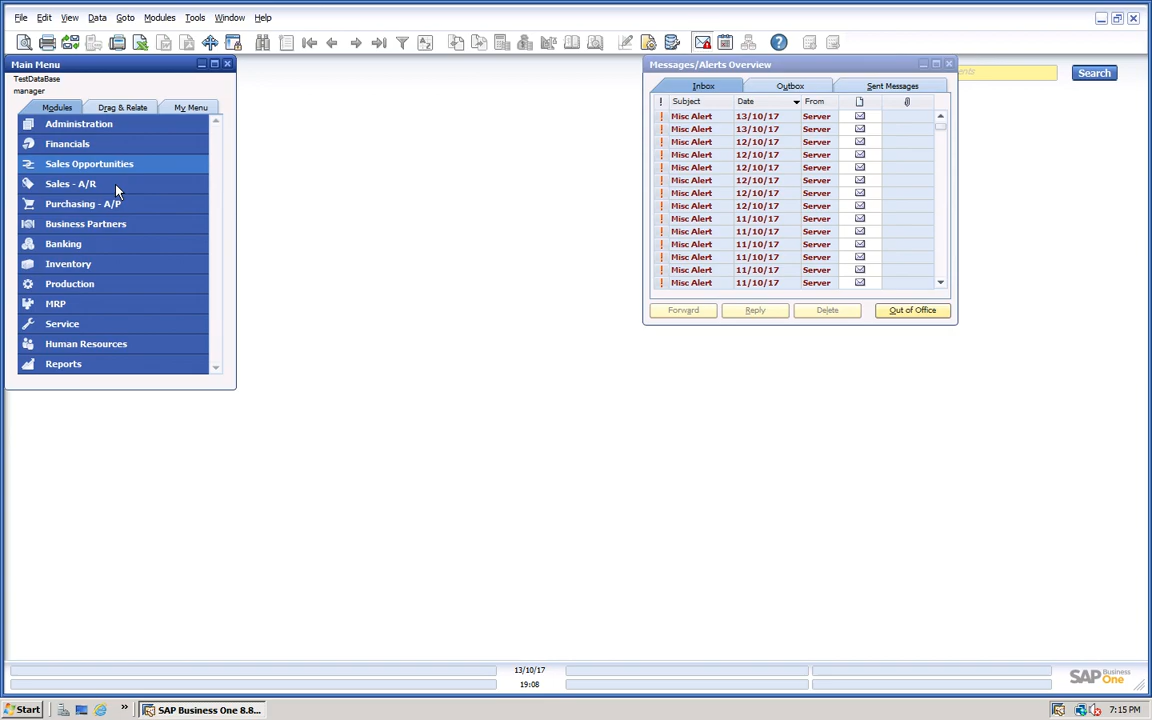 File Edit View Data Goto Modules Tools Window Help
Main Menu
TestDataBase
manager
Modules Drag & Relate My Menu
Administration
Financials
Sales Opportunities
Sales - A/R
Purchasing - A/P
Business Partners
Banking
Inventory
Production
MRP
Service
Human Resources
Reports
Messages/Alerts Overview
Search
Inbox Outbox Sent Messages
! Subject Date From
! Misc Alert 13/10/17 Server
! Misc Alert 13/10/17 Server
! Misc Alert 12/10/17 Server
! Misc Alert 12/10/17 Server
! Misc Alert 12/10/17 Server
! Misc Alert 12/10/17 Server
! Misc Alert 12/10/17 Server
! Misc Alert 12/10/17 Server
! Misc Alert 11/10/17 Server
! Misc Alert 11/10/17 Server
! Misc Alert 11/10/17 Server
! Misc Alert 11/10/17 Server
! Misc Alert 11/10/17 Server
! Misc Alert 11/10/17 Server
Forward Reply Delete Out of Office
13/10/17
19:08
SAP Business One
Start » SAP Business One 8.8... 7:15 PM